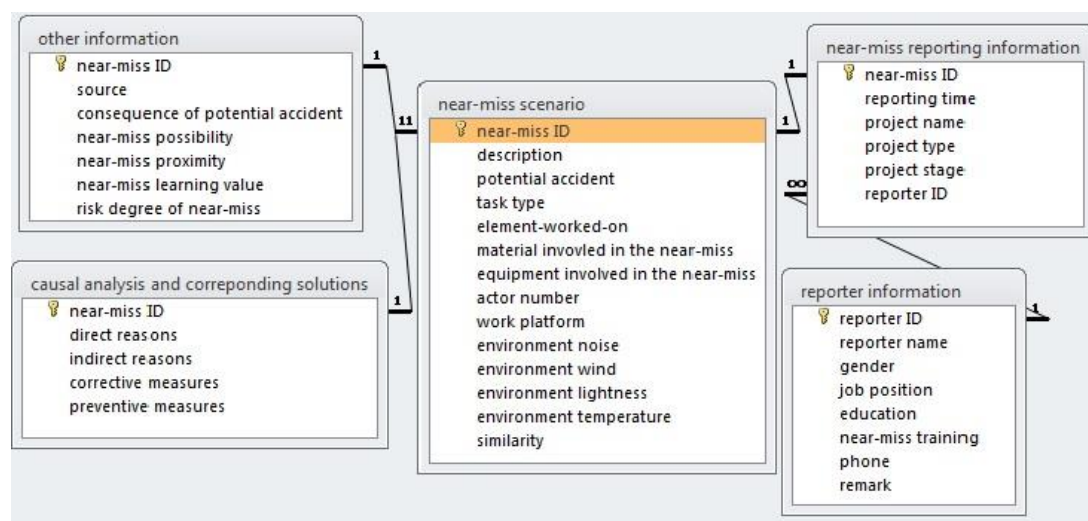 other information
near-miss ID
source
consequence of potential accident
near-miss possibility
near-miss proximity
near-miss learning value
risk degree of near-miss
causal analysis and correponding solutions
near-miss ID
direct reasons
indirect reasons
corrective measures
preventive measures
1
11
1
near-miss scenario
near-miss ID
description
potential accident
task type
element-worked-on
material invovled in the near-miss
equipment involved in the near-miss
actor number
work platform
environment noise
environment wind
environment lightness
environment temperature
similarity
1
1
∞
1
near-miss reporting information
near-miss ID
reporting time
project name
project type
project stage
reporter ID
reporter information
reporter ID
reporter name
gender
job position
education
near-miss training
phone
remark